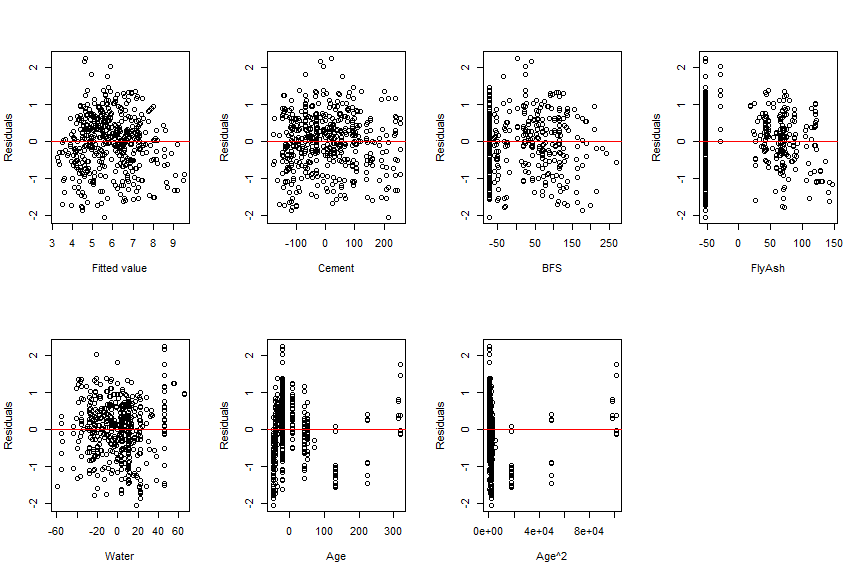 Residuals
2
1
0
-1
-2
3 4 5 6 7 8 9
Fitted value
Residuals
2
1
0
-1
-2
-100 0 100 200
Cement
Residuals
2
1
0
-1
-2
-50 50 150 250
BFS
Residuals
2
1
0
-1
-2
-50 0 50 100 150
FlyAsh
Residuals
2
1
0
-1
-2
-60 -20 0 20 40 60
Water
Residuals
2
1
0
-1
-2
0 100 200 300
Age
Residuals
2
1
0
-1
-2
0e+00 4e+04 8e+04
Age^2